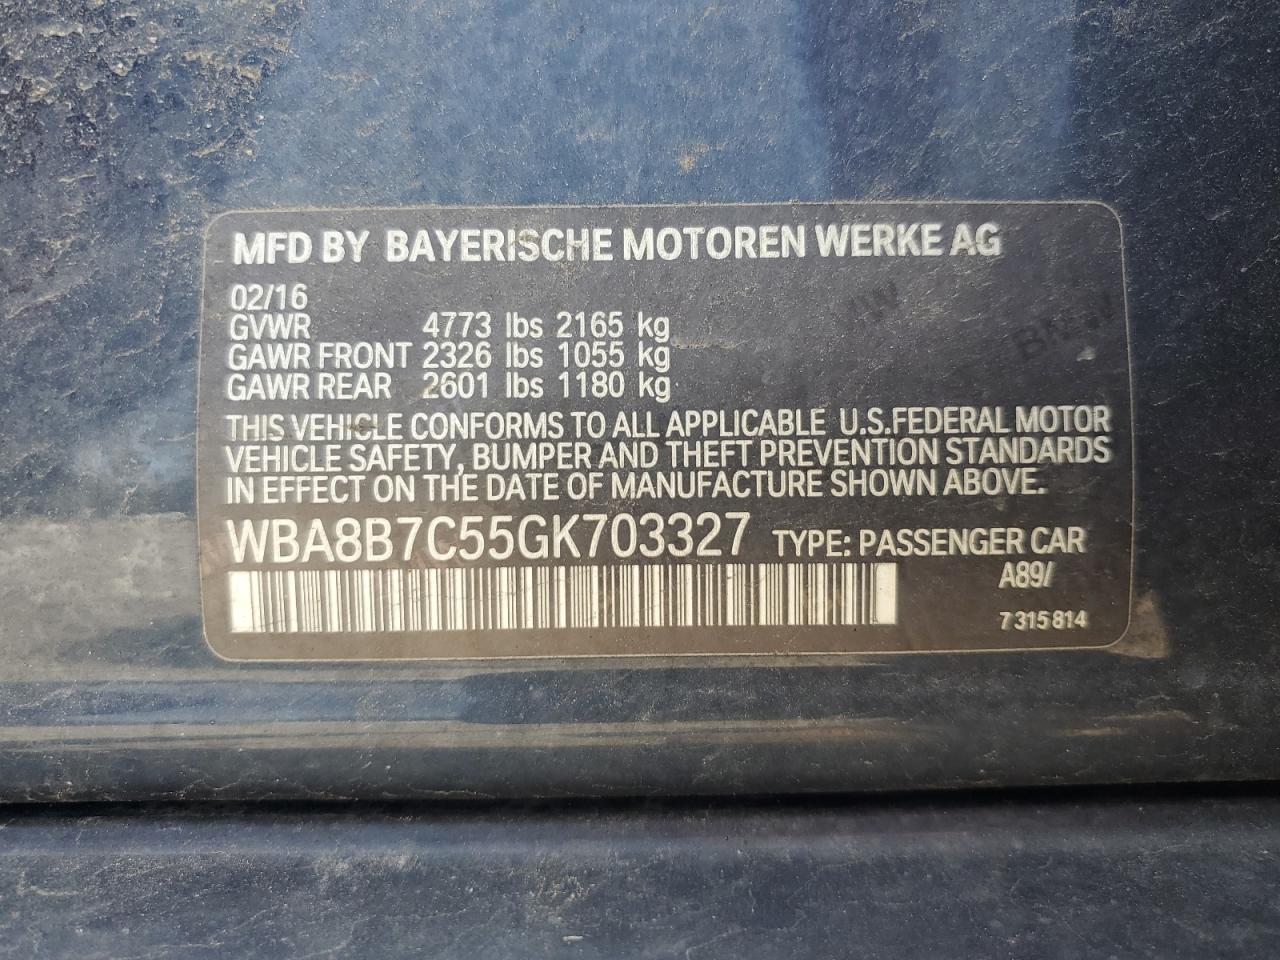 MFD BY BAYERISCHE MOTOREN WERKE AG
02/16
GVWR 4773 lbs 2165 kg
GAWR FRONT 2326 lbs 1055 kg
GAWR REAR 2601 lbs 1180 kg
THIS VEHICLE CONFORMS TO ALL APPLICABLE U.S.FEDERAL MOTOR
VEHICLE SAFETY, BUMPER AND THEFT PREVENTION STANDARDS
IN EFFECT ON THE DATE OF MANUFACTURE SHOWN ABOVE.
WBA8B7C55GK703327 TYPE: PASSENGER CAR
A89/
7 315 814
BMW